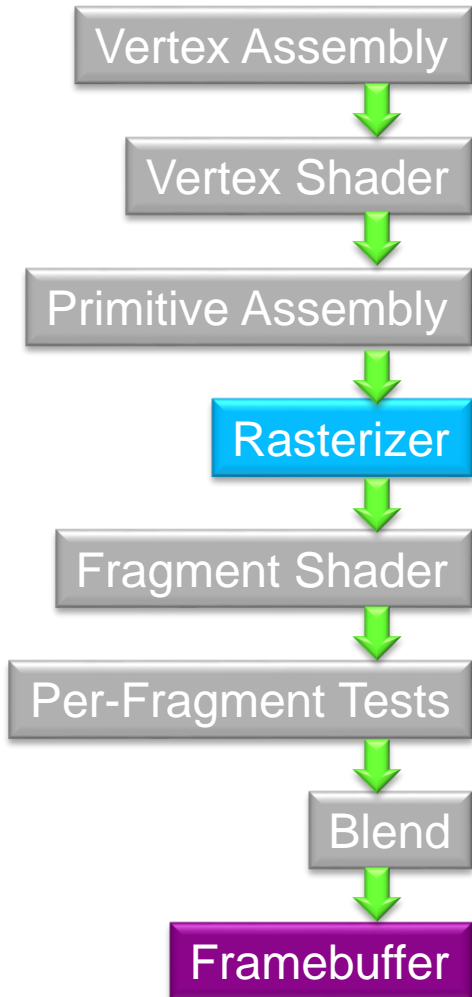 Vertex Assembly
Vertex Shader
Primitive Assembly
Rasterizer
Fragment Shader
Per-Fragment Tests
Blend
Framebuffer